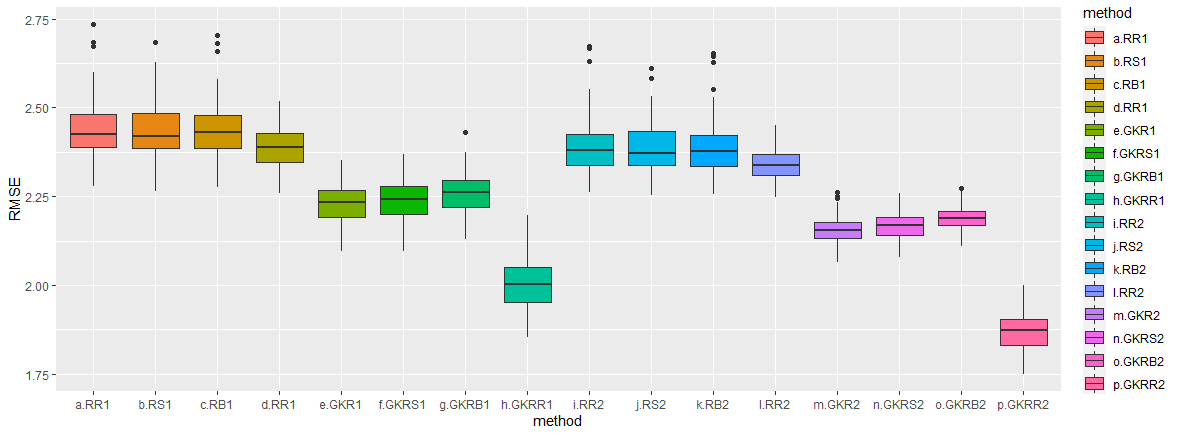 RMSE
2.75
2.50
2.25
2.00
1.75
a.RR1 b.RS1 c.RB1 d.RR1 e.GKR1 f.GKRS1 g.GKRB1 h.GKRR1 i.RR2 j.RS2 k.RB2 l.RR2 m.GKR2 n.GKRS2 o.GKRB2 p.GKRR2
method
method
a.RR1
b.RS1
c.RB1
d.RR1
e.GKR1
f.GKRS1
g.GKRB1
h.GKRR1
i.RR2
j.RS2
k.RB2
l.RR2
m.GKR2
n.GKRS2
o.GKRB2
p.GKRR2